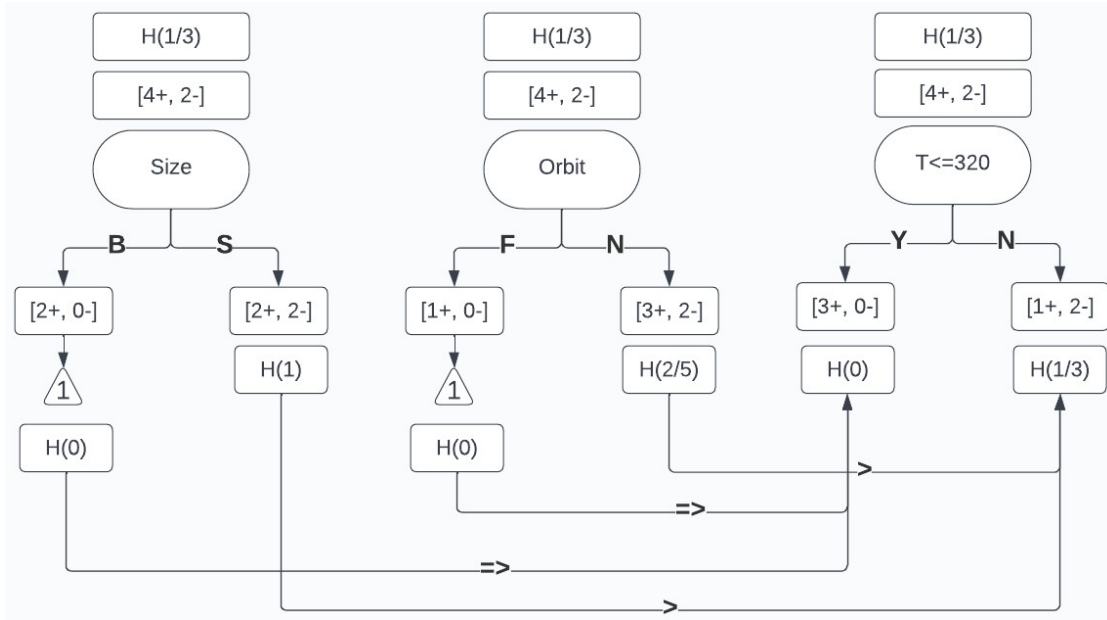 H(1/3) H(1/3) H(1/3)
[4+, 2-] [4+, 2-] [4+, 2-]
Size Orbit T<=320
B S F N Y N
[2+, 0-] [2+, 2-] [1+, 0-] [3+, 2-] [3+, 0-] [1+, 2-]
1 H(1) 1 H(2/5) H(0) H(1/3)
H(0) H(0)
>
=>
=>
>